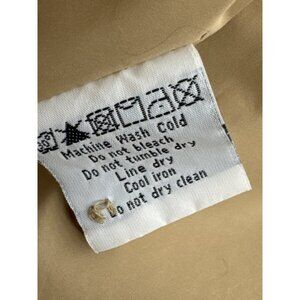 Machine Wash Cold
Do not bleach
Do not tumble dry
Line dry
Cool iron
Do not dry clean